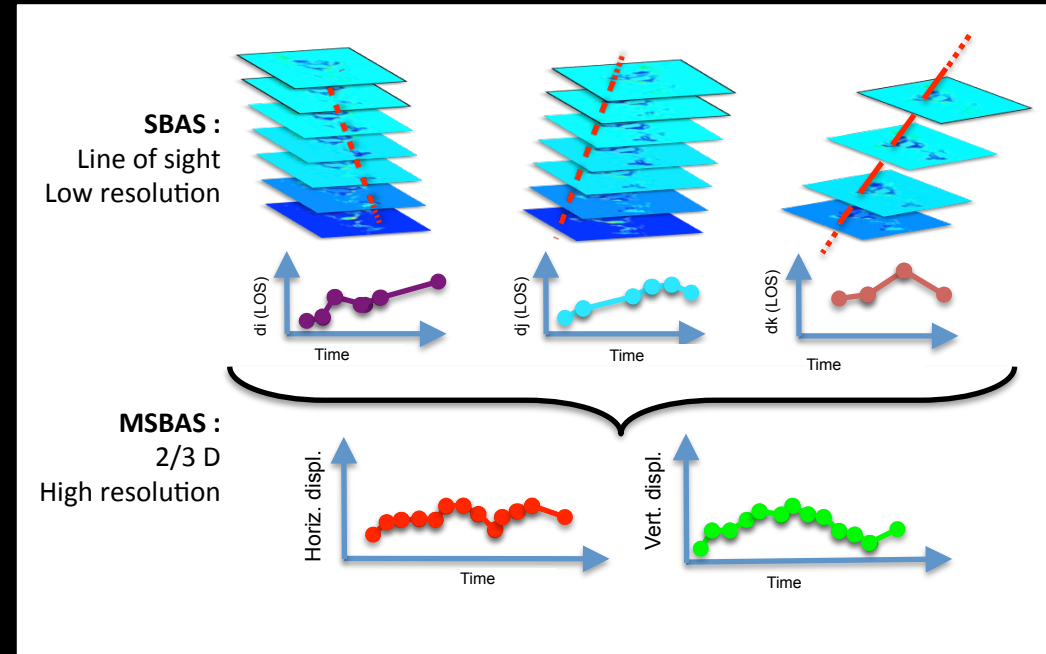 SBAS :
Line of sight
Low resolution
di (LOS)
Time
dj (LOS)
Time
dk (LOS)
Time
MSBAS :
2/3 D
High resolution
Horiz. displ.
Time
Vert. displ.
Time